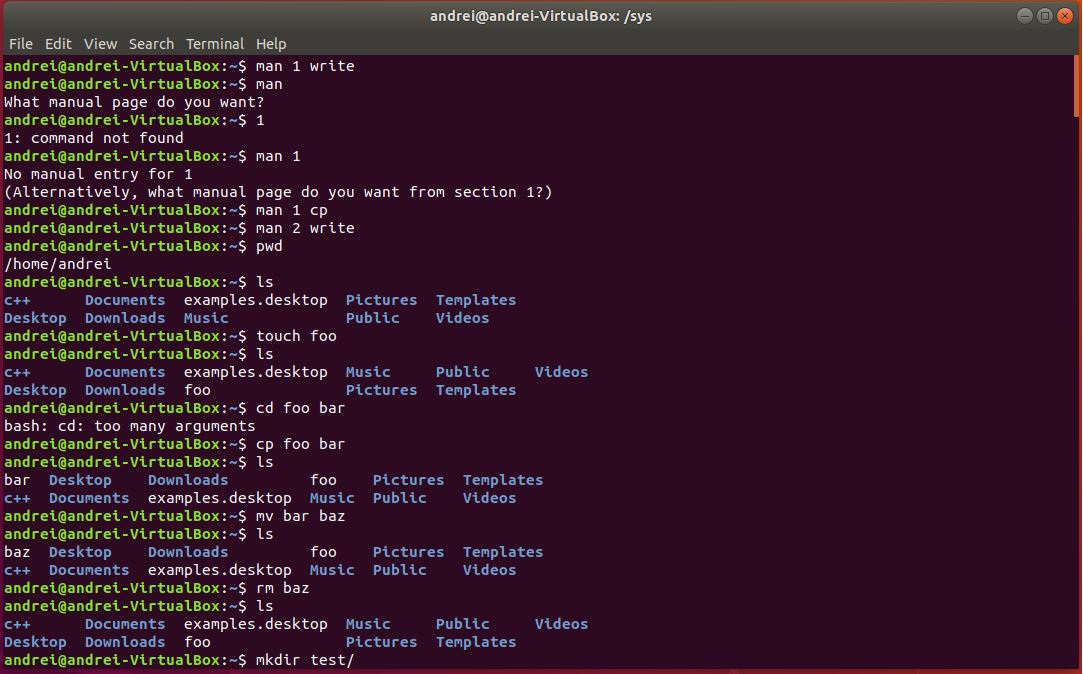 andrei@andrei-VirtualBox: /sys
File Edit View Search Terminal Help
andrei@andrei-VirtualBox:~$ man 1 write
andrei@andrei-VirtualBox:~$ man
What manual page do you want?
andrei@andrei-VirtualBox:~$ 1
1: command not found
andrei@andrei-VirtualBox:~$ man 1
No manual entry for 1
(Alternatively, what manual page do you want from section 1?)
andrei@andrei-VirtualBox:~$ man 1 cp
andrei@andrei-VirtualBox:~$ man 2 write
andrei@andrei-VirtualBox:~$ pwd
/home/andrei
andrei@andrei-VirtualBox:~$ ls
c++      Documents  examples.desktop  Pictures  Templates
Desktop  Downloads  Music             Public    Videos
andrei@andrei-VirtualBox:~$ touch foo
andrei@andrei-VirtualBox:~$ ls
c++      Documents  examples.desktop  Music     Public     Videos
Desktop  Downloads  foo               Pictures  Templates
andrei@andrei-VirtualBox:~$ cd foo bar
bash: cd: too many arguments
andrei@andrei-VirtualBox:~$ cp foo bar
andrei@andrei-VirtualBox:~$ ls
bar  Desktop    Downloads         foo    Pictures  Templates
c++  Documents  examples.desktop  Music  Public    Videos
andrei@andrei-VirtualBox:~$ mv bar baz
andrei@andrei-VirtualBox:~$ ls
baz  Desktop    Downloads         foo    Pictures  Templates
c++  Documents  examples.desktop  Music  Public    Videos
andrei@andrei-VirtualBox:~$ rm baz
andrei@andrei-VirtualBox:~$ ls
c++      Documents  examples.desktop  Music     Public     Videos
Desktop  Downloads  foo               Pictures  Templates
andrei@andrei-VirtualBox:~$ mkdir test/